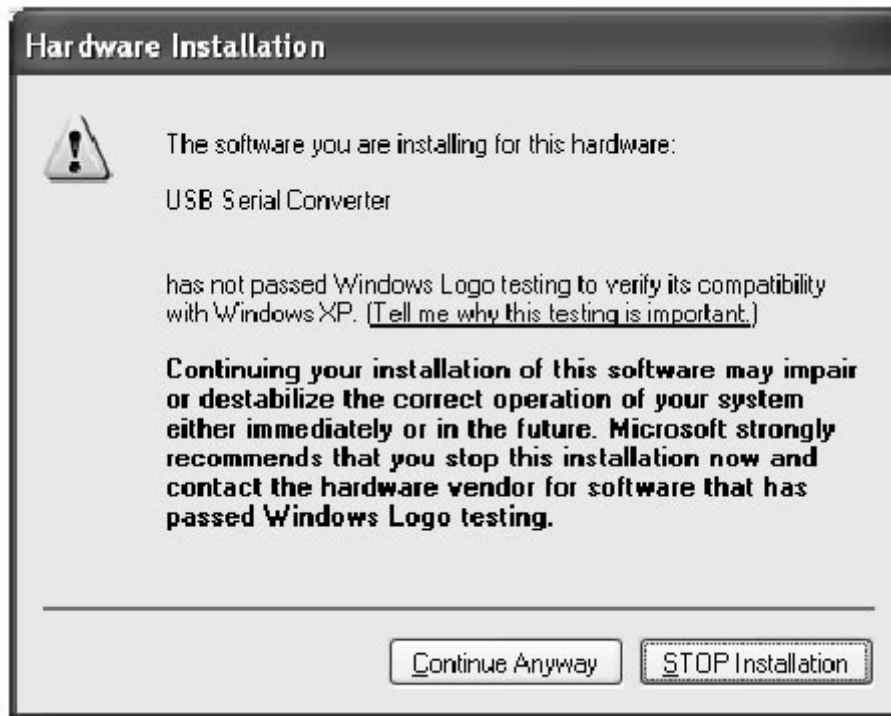 Hardware Installation
The software you are installing for this hardware:
USB Serial Converter
has not passed Windows Logo testing to verify its compatibility
with Windows XP. (Tell me why this testing is important.)
Continuing your installation of this software may impair
or destabilize the correct operation of your system
either immediately or in the future. Microsoft strongly
recommends that you stop this installation now and
contact the hardware vendor for software that has
passed Windows Logo testing.
Continue Anyway
STOP Installation